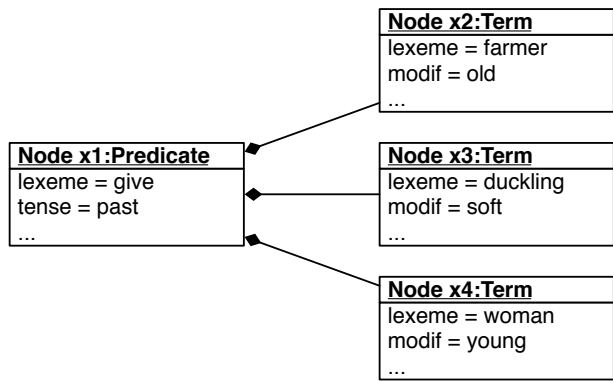 Node x1:Predicate
lexeme = give
tense = past
...
Node x2:Term
lexeme = farmer
modif = old
...
Node x3:Term
lexeme = duckling
modif = soft
...
Node x4:Term
lexeme = woman
modif = young
...